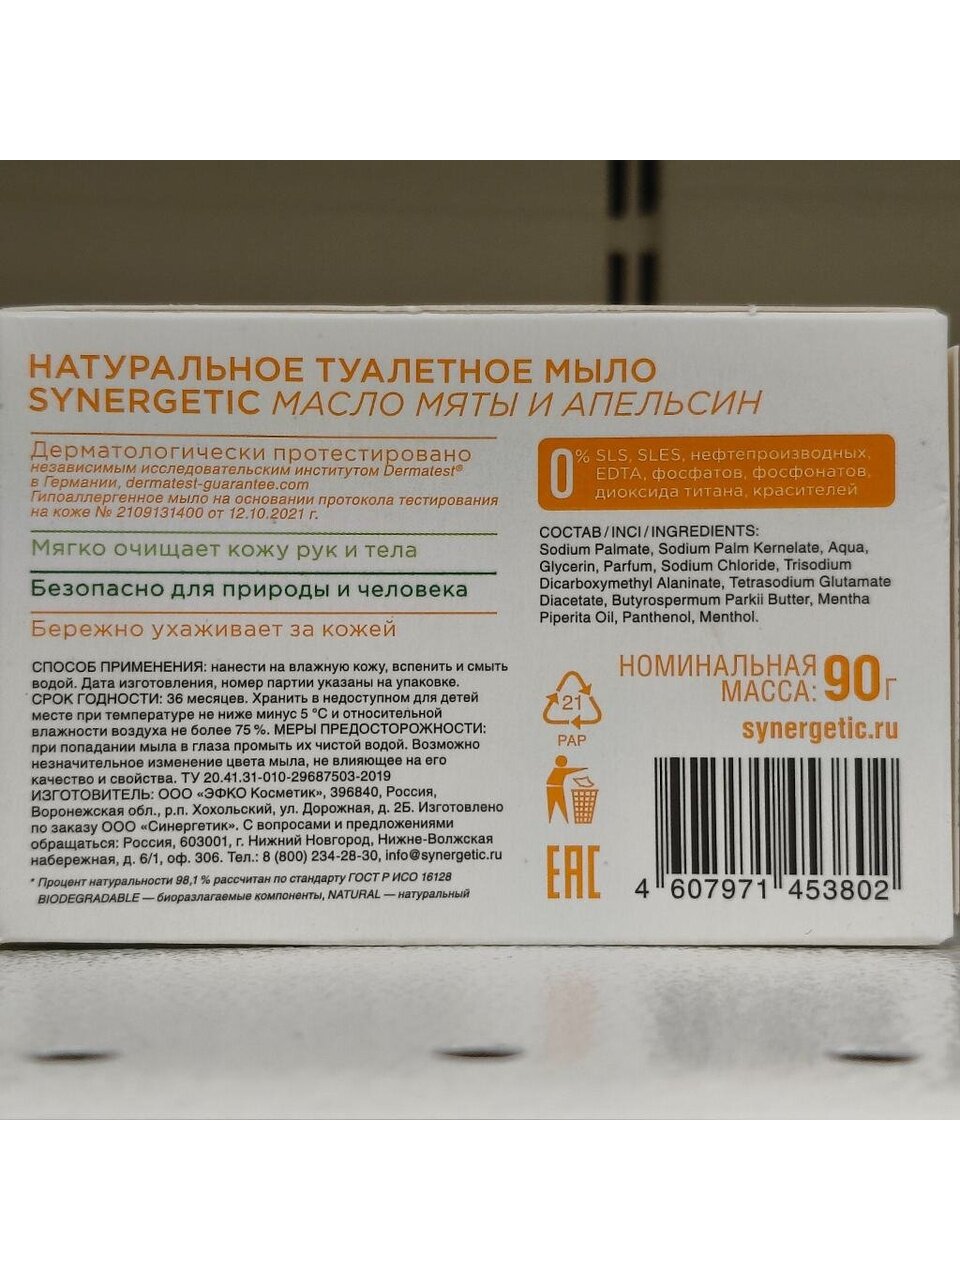 НАТУРАЛЬНОЕ ТУАЛЕТНОЕ МЫЛО
SYNERGETIC МАСЛО МЯТЫ И АПЕЛЬСИН
Дерматологически протестировано
независимым исследовательским институтом Dermatest®
в Германии, dermatest-guarantee.com
Гипоаллергенное мыло на основании протокола тестирования
на коже № 2109131400 от 12.10.2021 г.
Мягко очищает кожу рук и тела
Безопасно для природы и человека
Бережно ухаживает за кожей
СПОСОБ ПРИМЕНЕНИЯ: нанести на влажную кожу, вспенить и смыть
водой. Дата изготовления, номер партии указаны на упаковке.
СРОК ГОДНОСТИ: 36 месяцев. Хранить в недоступном для детей
месте при температуре не ниже минус 5 °С и относительной
влажности воздуха не более 75 %. МЕРЫ ПРЕДОСТОРОЖНОСТИ:
при попадании мыла в глаза промыть их чистой водой. Возможно
незначительное изменение цвета мыла, не влияющее на его
качество и свойства. ТУ 20.41.31-010-29687503-2019
ИЗГОТОВИТЕЛЬ: ООО «ЭФКО Косметик», 396840, Россия,
Воронежская обл., р.п. Хохольский, ул. Дорожная, д. 2Б. Изготовлено
по заказу ООО «Синергетик». С вопросами и предложениями
обращаться: Россия, 603001, г. Нижний Новгород, Нижне-Волжская
набережная, д. 6/1, оф. 306. Тел.: 8 (800) 234-28-30, info@synergetic.ru
* Процент натуральности 98,1 % рассчитан по стандарту ГОСТ Р ИСО 16128
BIODEGRADABLE — биоразлагаемые компоненты, NATURAL — натуральный
0% SLS, SLES, нефтепроизводных,
EDTA, фосфатов, фосфонатов,
диоксида титана, красителей
СОСТАВ/INCI/INGREDIENTS:
Sodium Palmate, Sodium Palm Kernelate, Aqua,
Glycerin, Parfum, Sodium Chloride, Trisodium
Dicarboxymethyl Alaninate, Tetrasodium Glutamate
Diacetate, Butyrospermum Parkii Butter, Mentha
Piperita Oil, Panthenol, Menthol.
21
PAP
НОМИНАЛЬНАЯ
МАССА: 90г
synergetic.ru
EAC
4 607971 453802